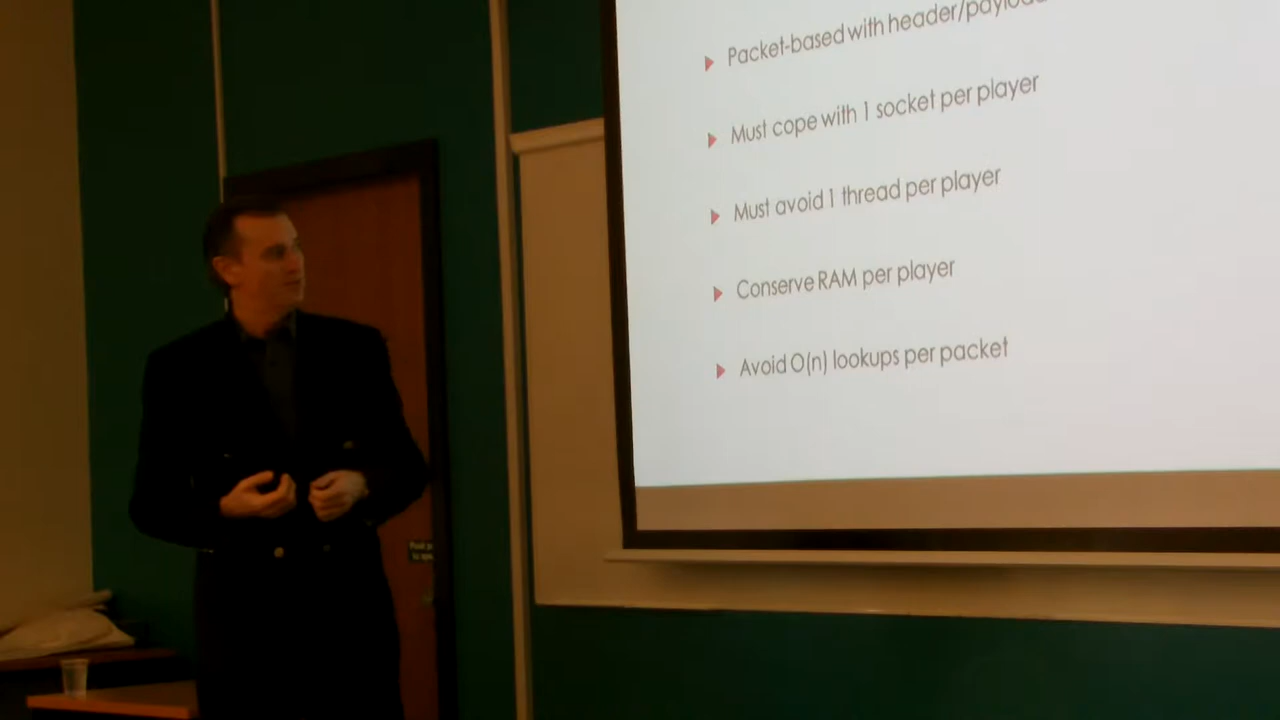 Packet-based with header/payload
Must cope with 1 socket per player
Must avoid 1 thread per player
Conserve RAM per player
Avoid O(n) lookups per packet